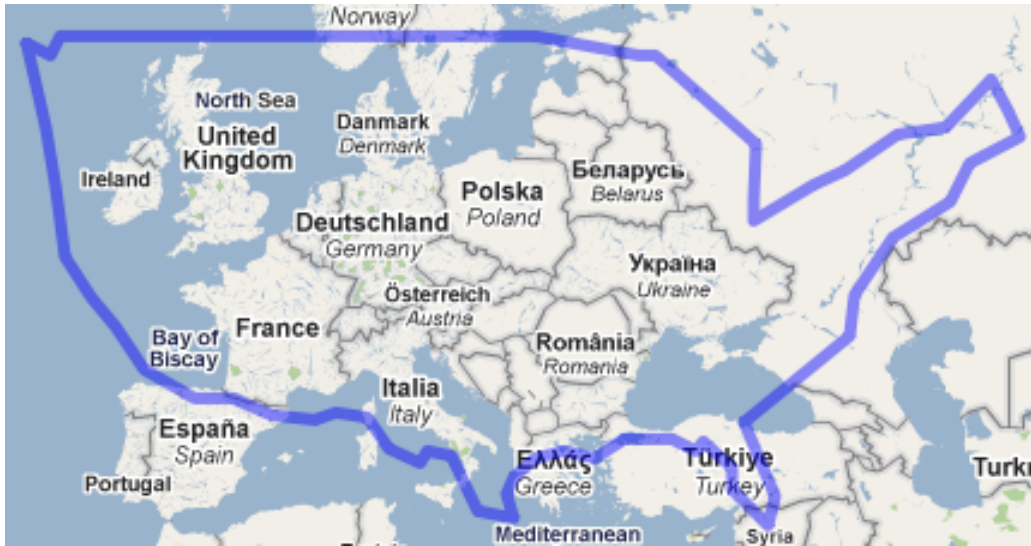 Norway
North Sea
United
Kingdom
Danmark
Denmark
Ireland
Polska
Poland
Беларусь
Belarus
Deutschland
Germany
Україна
Ukraine
Österreich
Austria
France
Bay of
Biscay
România
Romania
Italia
Italy
España
Spain
Portugal
Ελλάς
Greece
Türkiye
Turkey
Mediterranean
Syria